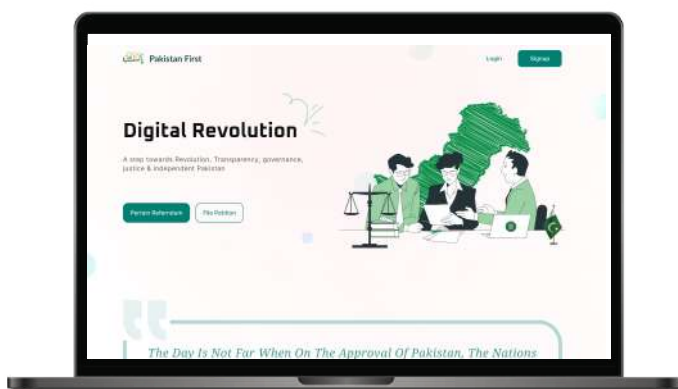 Pakistan First
Login
Signup
Digital Revolution
A step towards Revolution, Transparency, governance,
justice & independent Pakistan
Referendum
File Petition
The Day Is Not Far When On The Approval Of Pakistan, The Nations